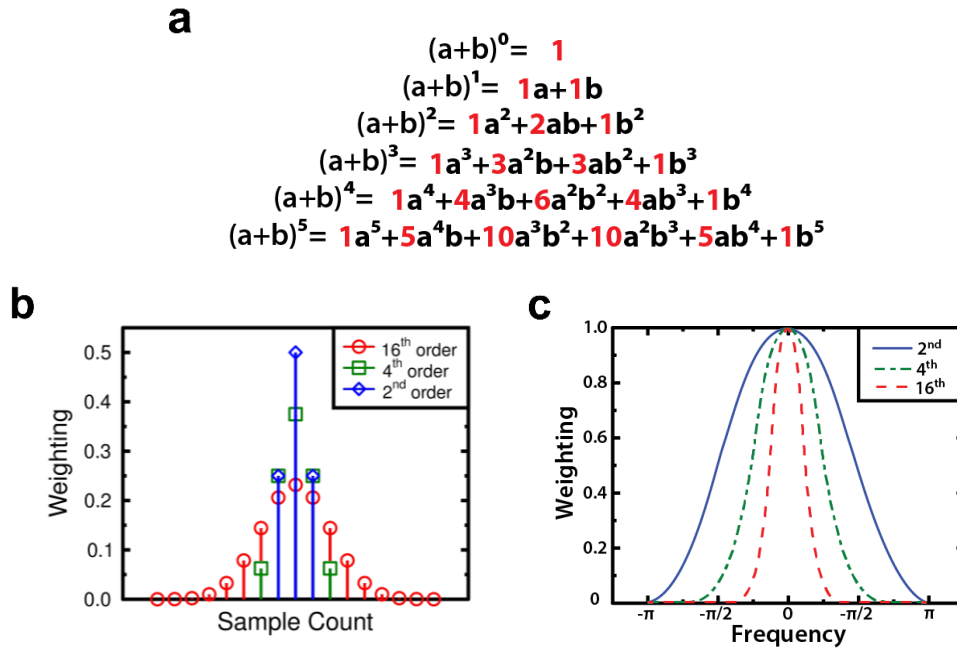 a
(a+b)⁰= 1
(a+b)¹= 1a+1b
(a+b)²= 1a²+2ab+1b²
(a+b)³= 1a³+3a²b+3ab²+1b³
(a+b)⁴= 1a⁴+4a³b+6a²b²+4ab³+1b⁴
(a+b)⁵= 1a⁵+5a⁴b+10a³b²+10a²b³+5ab⁴+1b⁵
b
Weighting
0.5
0.4
0.3
0.2
0.1
0.0
16th order
4th order
2nd order
Sample Count
c
Weighting
1.0
0.8
0.6
0.4
0.2
0
2nd
4th
16th
-π -π/2 0 -π/2 π
Frequency